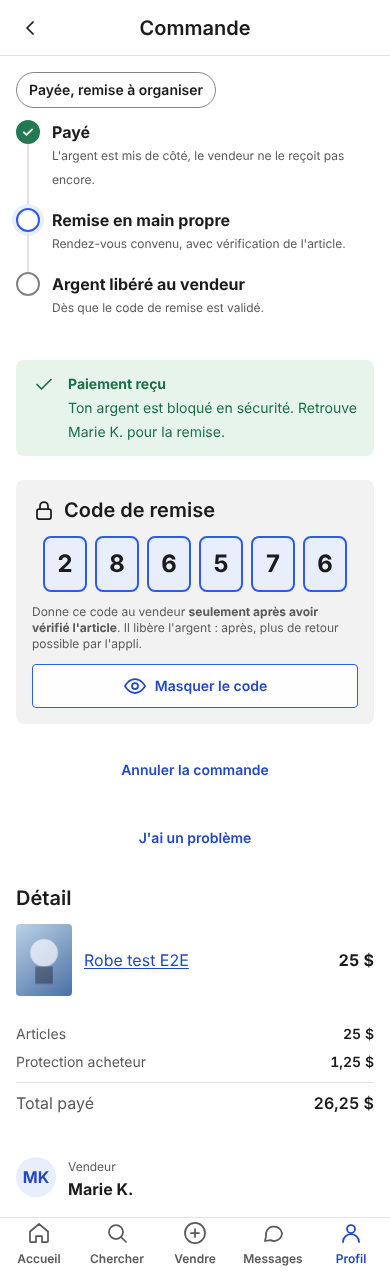 Commande
Payée, remise à organiser
Payé
L'argent est mis de côté, le vendeur ne le reçoit pas
encore.
Remise en main propre
Rendez-vous convenu, avec vérification de l'article.
Argent libéré au vendeur
Dès que le code de remise est validé.
Paiement reçu
Ton argent est bloqué en sécurité. Retrouve
Marie K. pour la remise.
Code de remise
2 8 6 5 7 6
Donne ce code au vendeur seulement après avoir
vérifié l'article. Il libère l'argent : après, plus de retour
possible par l'appli.
Masquer le code
Annuler la commande
J'ai un problème
Détail
Robe test E2E 25 $
Articles 25 $
Protection acheteur 1,25 $
Total payé 26,25 $
MK
Vendeur
Marie K.
Accueil Chercher Vendre Messages Profil